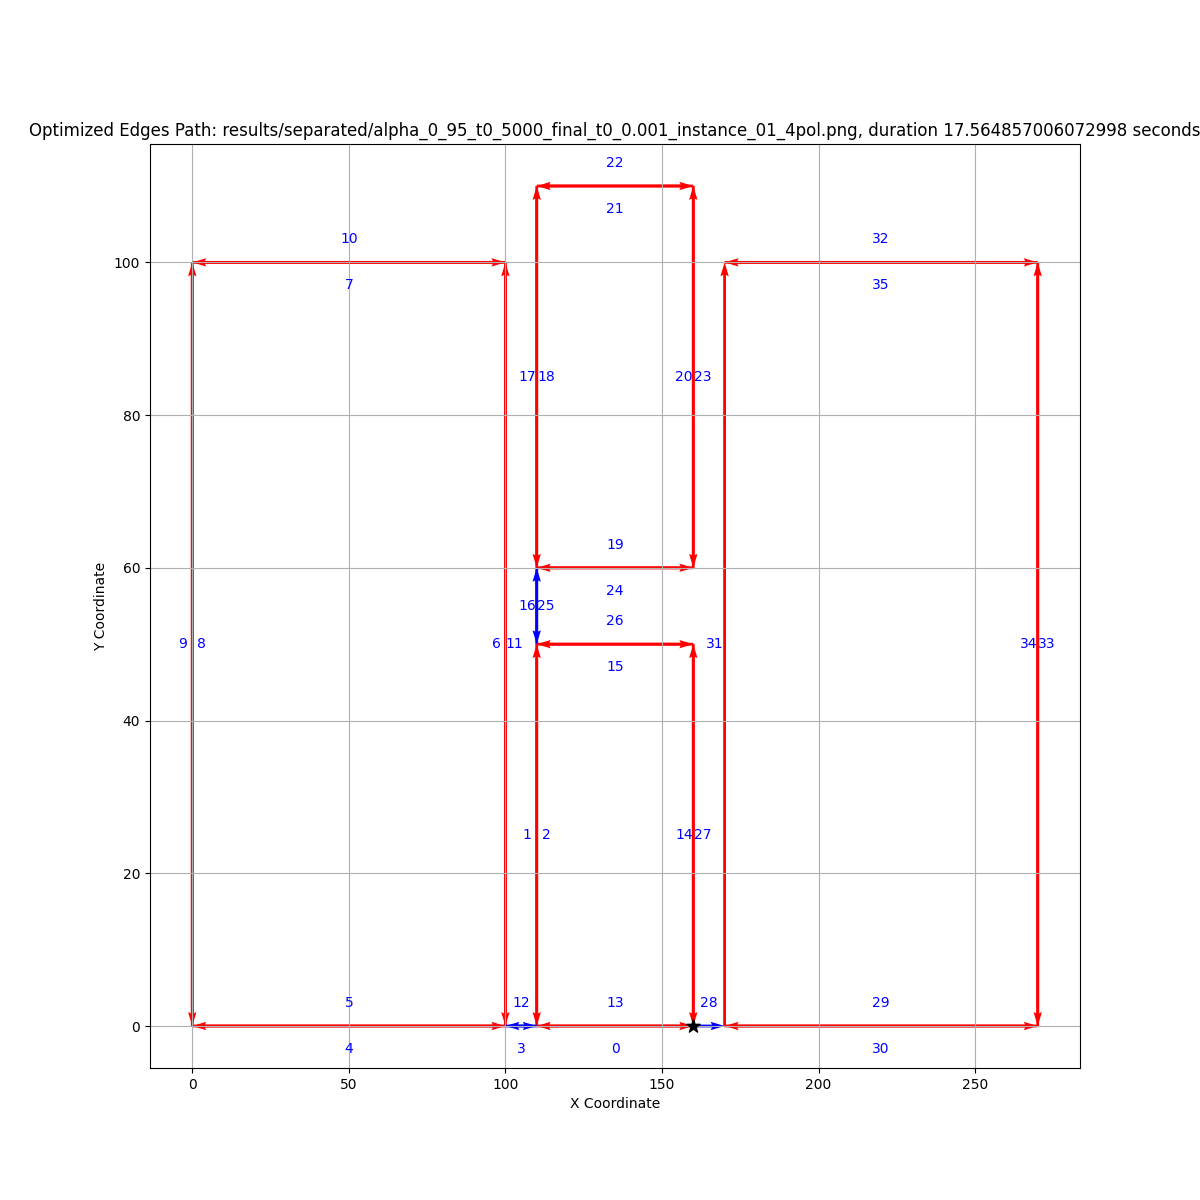 Optimized Edges Path: results/separated/alpha_0_95_t0_5000_final_t0_0.001_instance_01_4pol.png, duration 17.564857006072998 seconds
22
21
10 32
100
7 35
17 18 20 23
80
60
19
24
16 25
26
9 8 6 11 31 34 33
15
40
1 2 14 27
20
5 12 13 28 29
0
4 3 0 30
0 50 100 150 200 250
X Coordinate
Y Coordinate